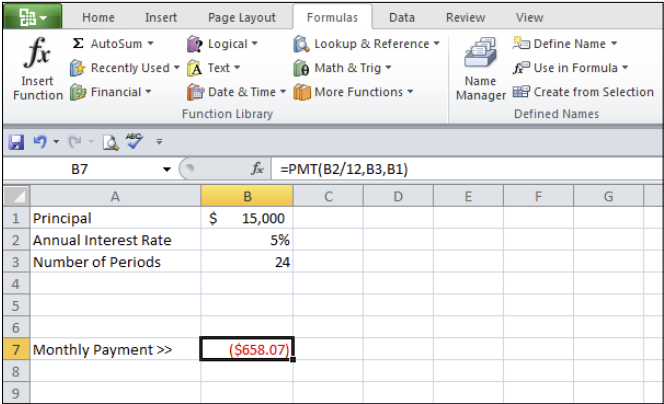 Home Insert Page Layout Formulas Data Review View
fx Insert Function
Σ AutoSum
Recently Used
Financial
Logical
Text
Date & Time
Lookup & Reference
Math & Trig
More Functions
Function Library
Name Manager
Define Name
Use in Formula
Create from Selection
Defined Names
ABC
B7 fx =PMT(B2/12,B3,B1)
A B C D E F G
1 Principal $ 15,000
2 Annual Interest Rate 5%
3 Number of Periods 24
4
5
6
7 Monthly Payment >> ($658.07)
8
9